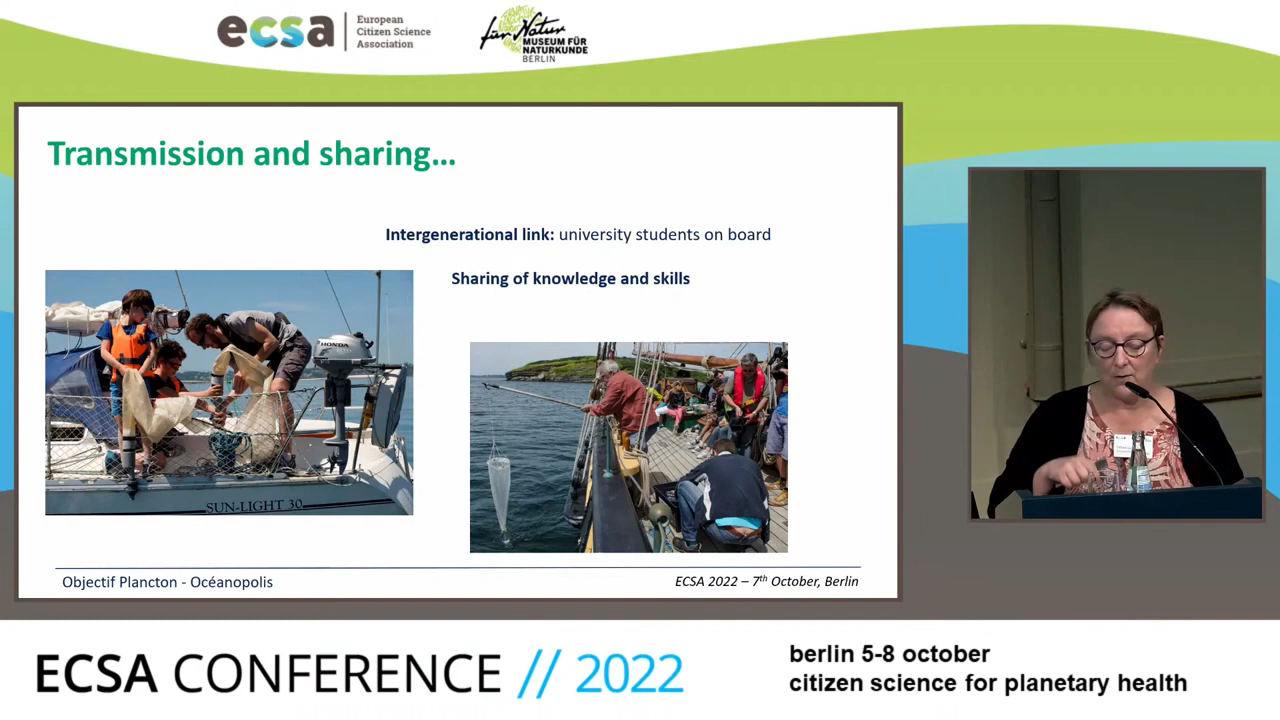 ecsa
European
Citizen Science
Association
für Natur
MUSEUM FÜR
NATURKUNDE
BERLIN
Transmission and sharing...
Intergenerational link: university students on board
Sharing of knowledge and skills
HONDA
SUN-LIGHT 30
Objectif Plancton - Océanopolis
ECSA 2022 – 7th October, Berlin
ECSA CONFERENCE // 2022
berlin 5-8 october
citizen science for planetary health